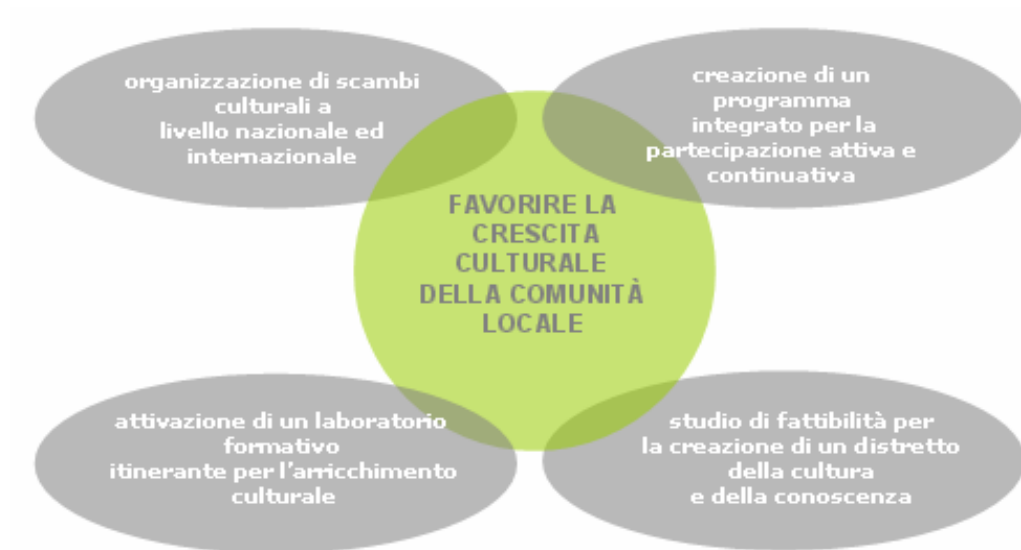 organizzazione di scambi
culturali a
livello nazionale ed
internazionale
creazione di un
programma
integrato per la
partecipazione attiva e
continuativa
FAVORIRE LA
CRESCITA
CULTURALE
DELLA COMUNITÀ
LOCALE
attivazione di un laboratorio
formativo
itinerante per l'arricchimento
culturale
studio di fattibilità per
la creazione di un distretto
della cultura
e della conoscenza